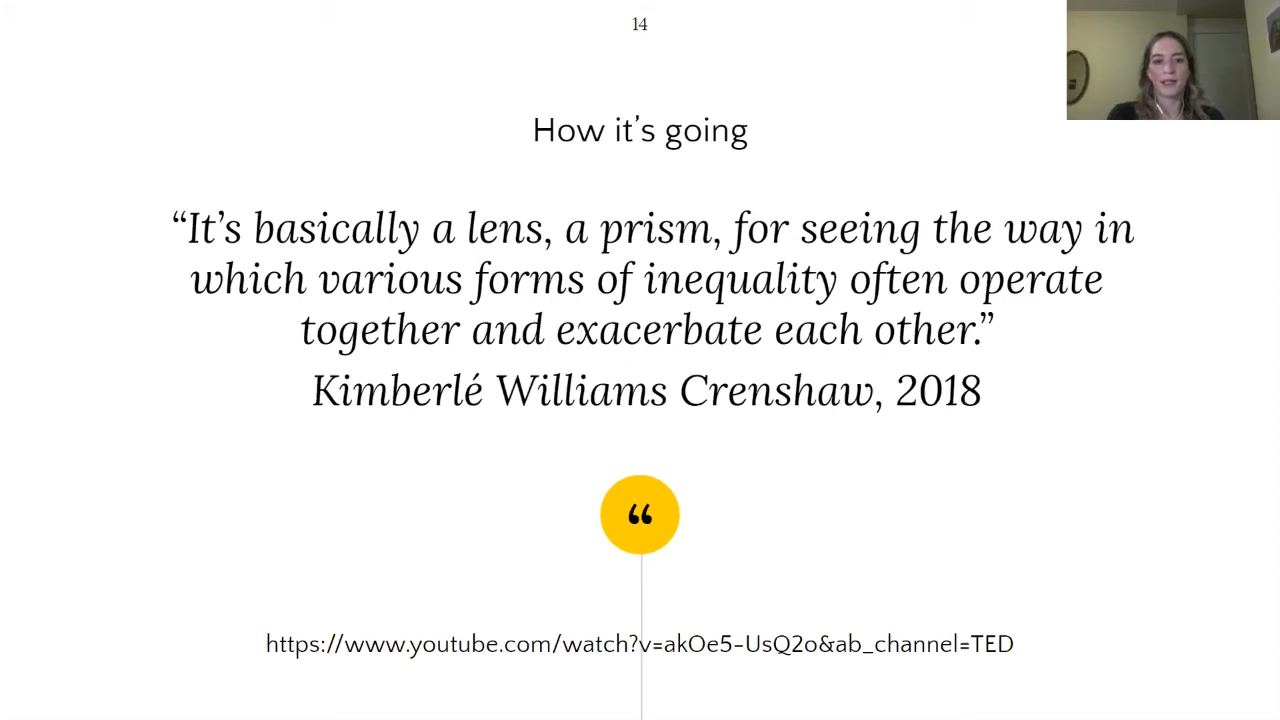 14
How it’s going
“It’s basically a lens, a prism, for seeing the way in
which various forms of inequality often operate
together and exacerbate each other.”
Kimberlé Williams Crenshaw, 2018
“
https://www.youtube.com/watch?v=akOe5-UsQ2o&ab_channel=TED